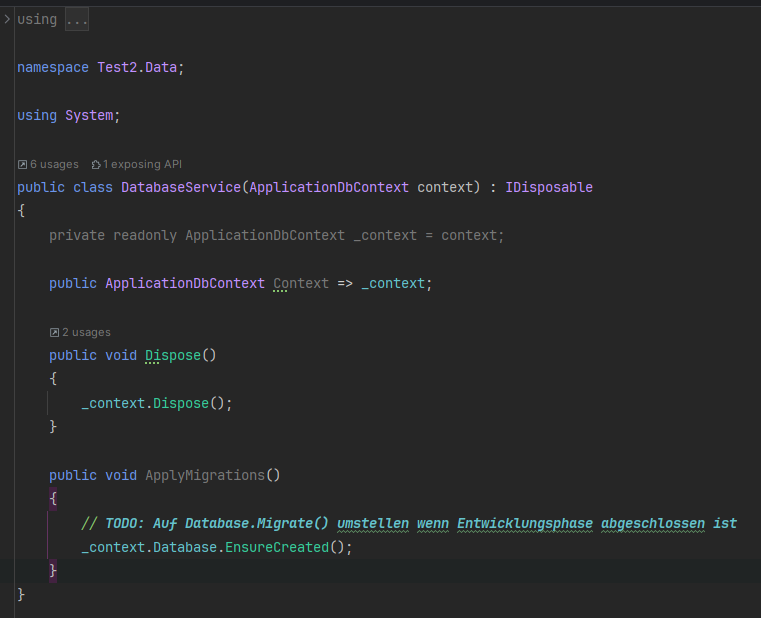 using ...
namespace Test2.Data;
using System;
6 usages 1 exposing API
public class DatabaseService(ApplicationDbContext context) : IDisposable
{
private readonly ApplicationDbContext _context = context;
public ApplicationDbContext Context => _context;
2 usages
public void Dispose()
{
_context.Dispose();
}
public void ApplyMigrations()
{
// TODO: Auf Database.Migrate() umstellen wenn Entwicklungsphase abgeschlossen ist
_context.Database.EnsureCreated();
}
}